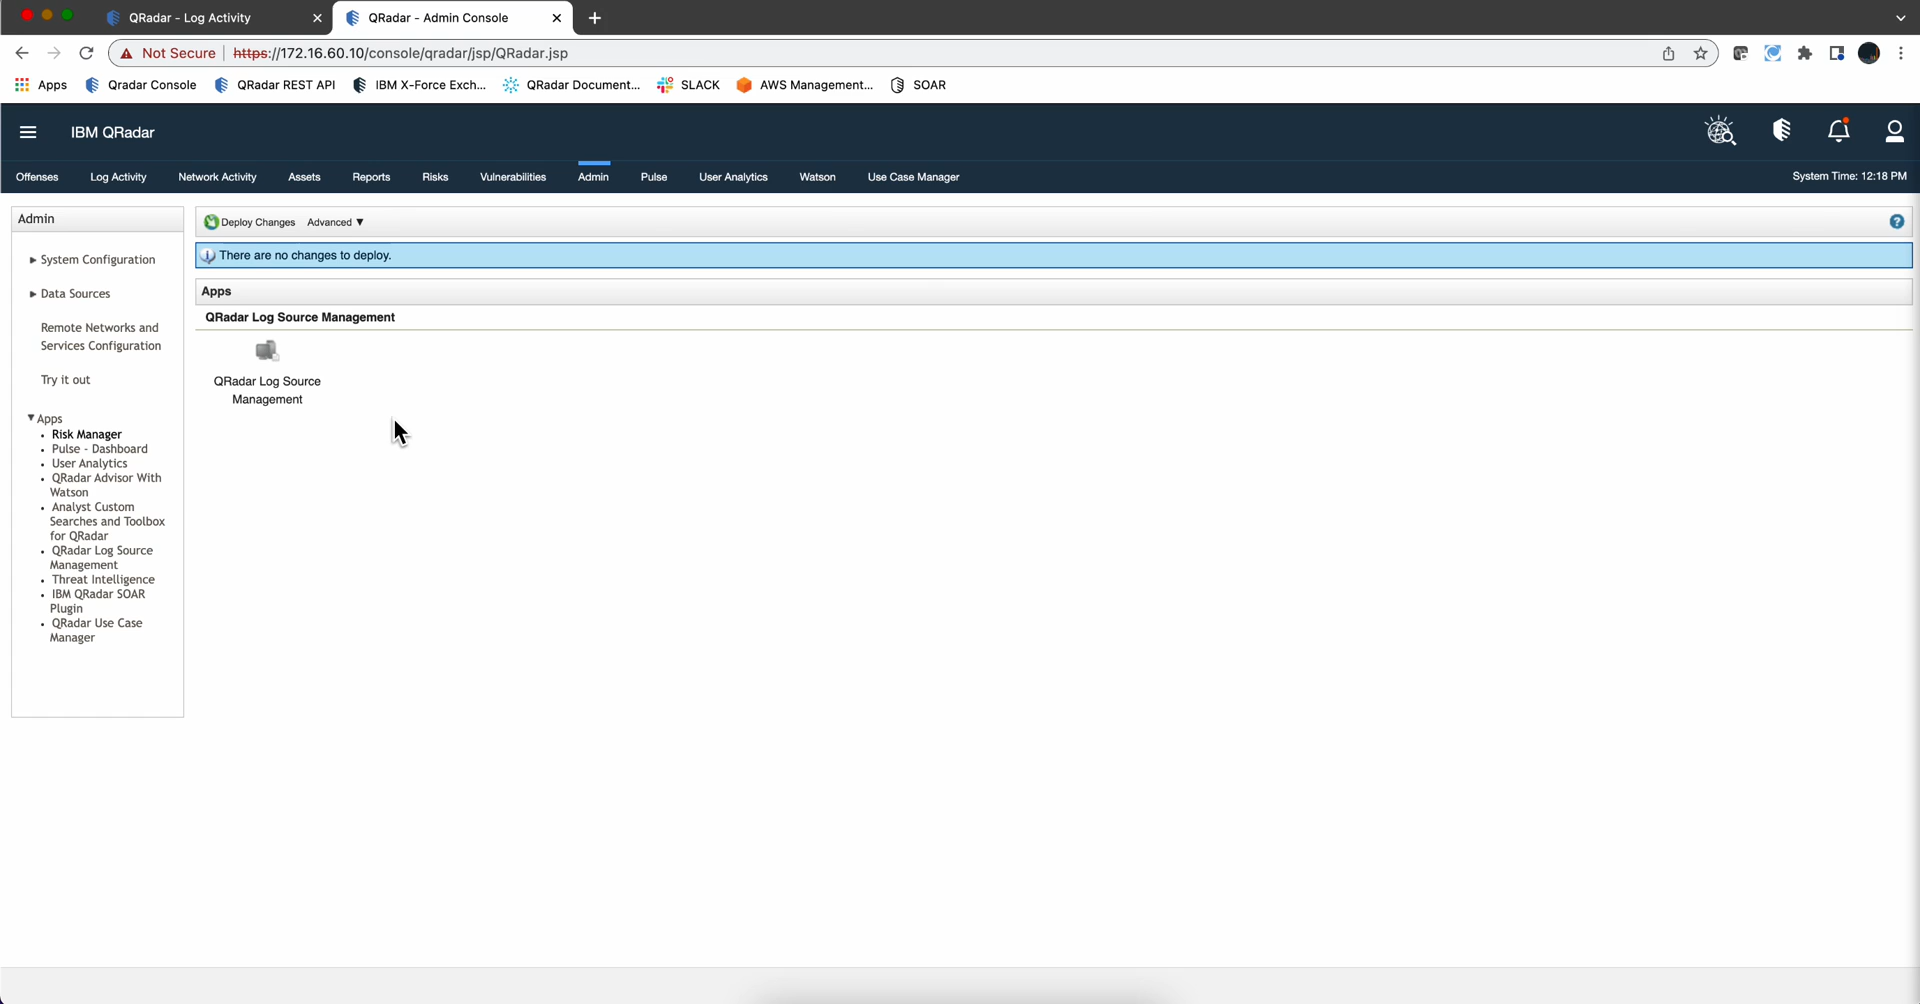 QRadar - Log Activity
QRadar - Admin Console
Not Secure
https://172.16.60.10/console/qradar/jsp/QRadar.jsp
Apps
Qradar Console
QRadar REST API
IBM X-Force Exch...
QRadar Document...
SLACK
AWS Management...
SOAR
IBM QRadar
Offenses
Log Activity
Network Activity
Assets
Reports
Risks
Vulnerabilities
Admin
Pulse
User Analytics
Watson
Use Case Manager
System Time: 12:18 PM
Admin
System Configuration
Data Sources
Remote Networks and
Services Configuration
Try it out
Apps
Risk Manager
Pulse - Dashboard
User Analytics
QRadar Advisor With
Watson
Analyst Custom
Searches and Toolbox
for QRadar
QRadar Log Source
Management
Threat Intelligence
IBM QRadar SOAR
Plugin
QRadar Use Case
Manager
Deploy Changes
Advanced ▼
There are no changes to deploy.
Apps
QRadar Log Source Management
QRadar Log Source
Management